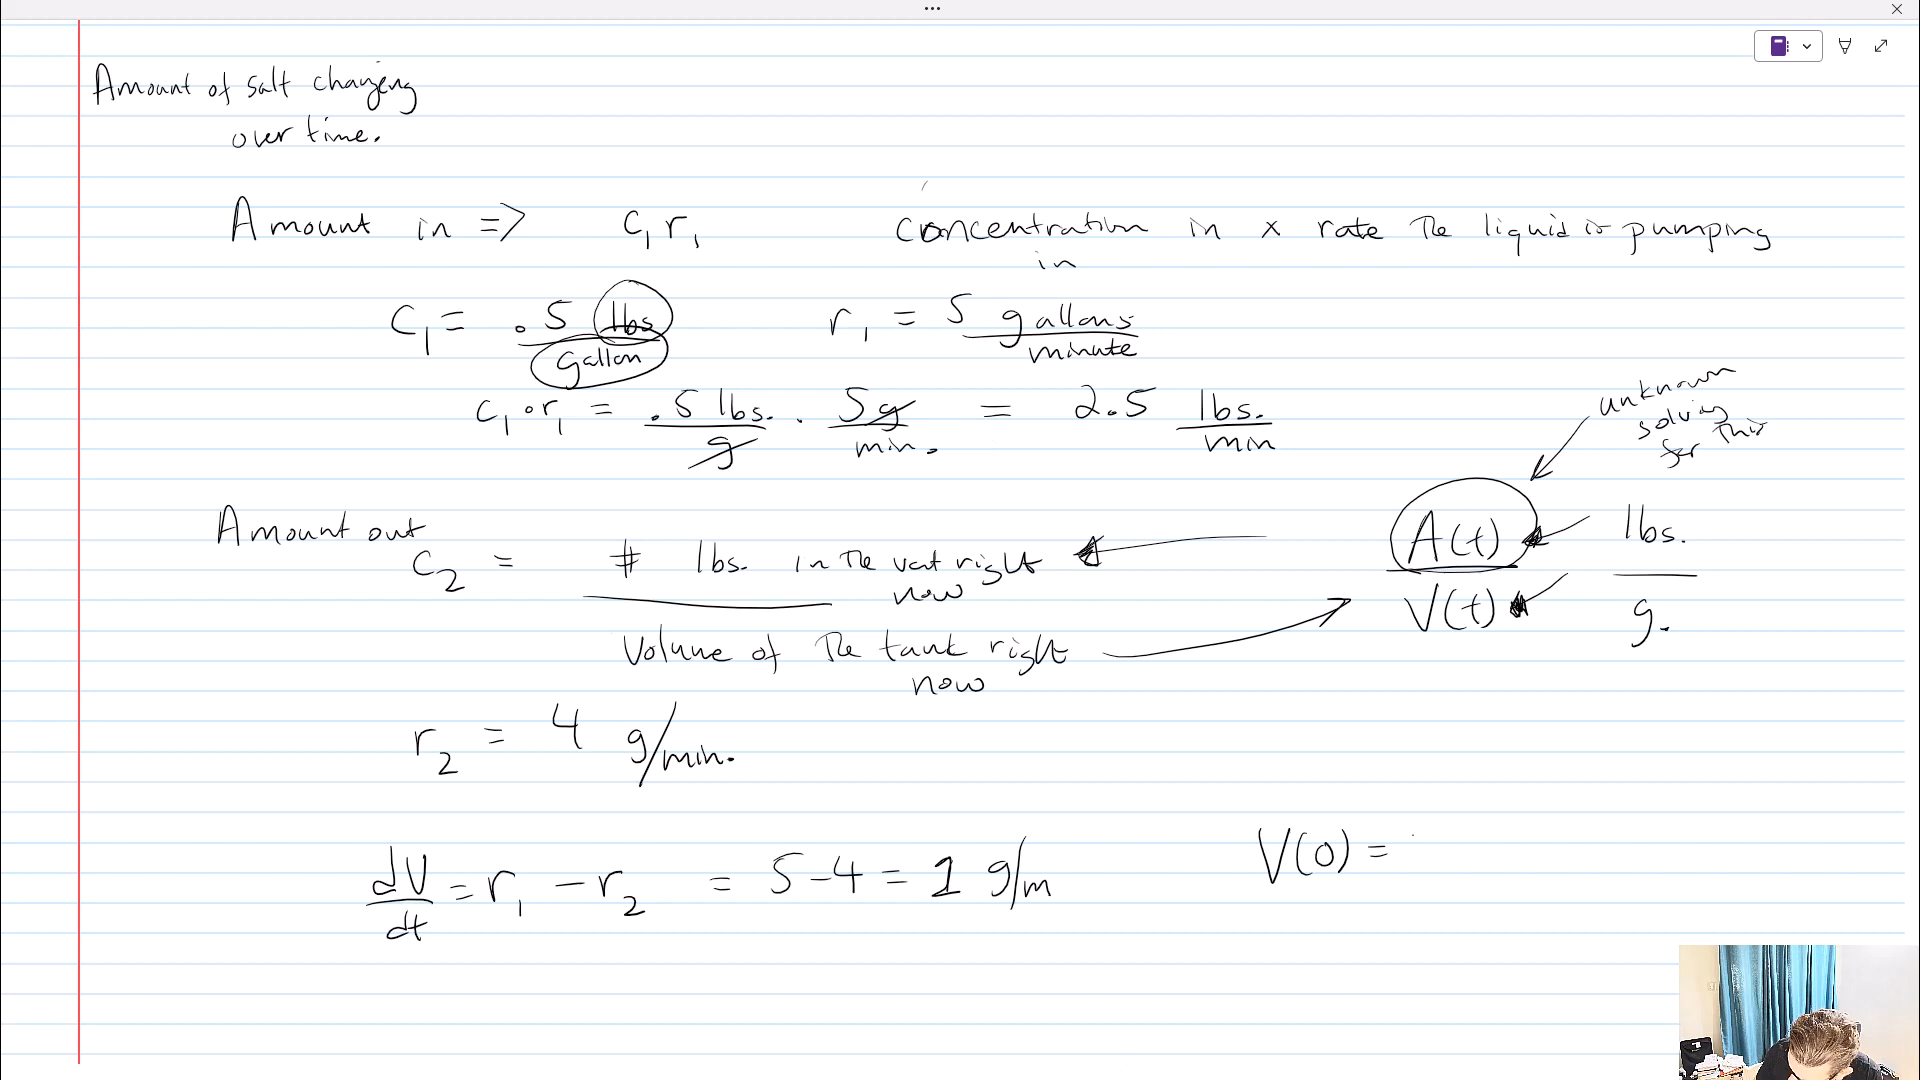 Amount of salt changing
over time.
Amount in => C₁ r₁ concentration in x rate the liquid is pumping
in
C₁ = .5 lbs / gallon r₁ = 5 gallons / minute
C₁ • r₁ = .5 lbs. / g · 5 g / min. = 2.5 lbs. / min
unknown
solving
for this
Amount out
C₂ = # lbs. in the vat right now / Volume of the tank right now
A(t) / V(t) lbs. / g.
r₂ = 4 g/min.
dV/dt = r₁ - r₂ = 5 - 4 = 1 g/m V(0) =